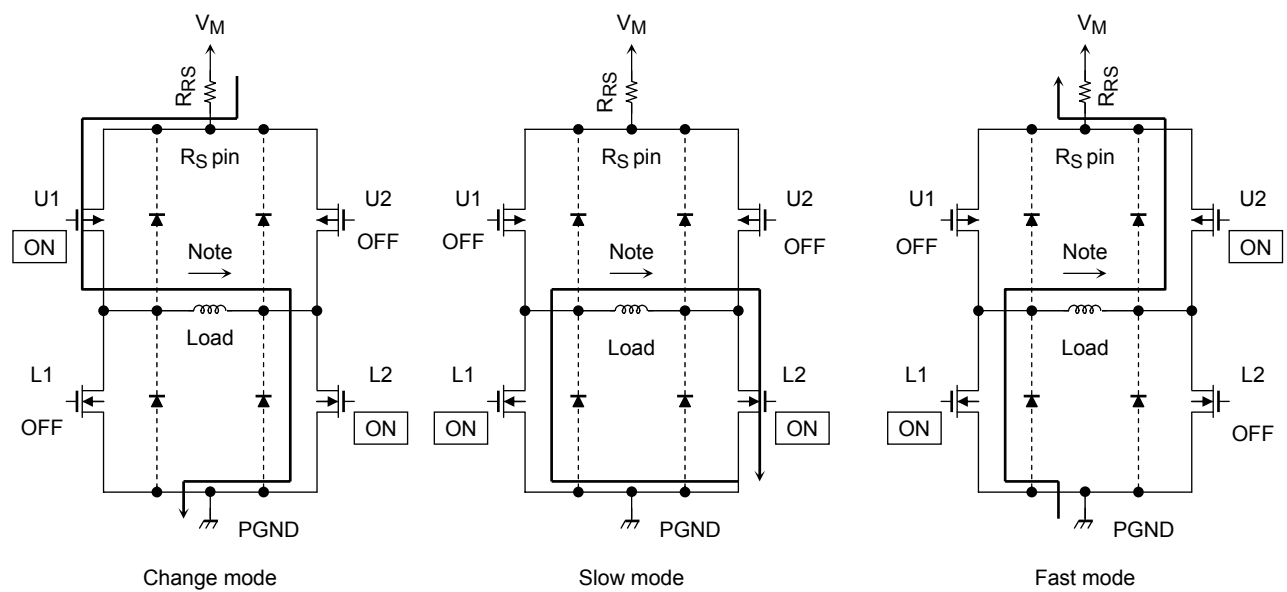 VM
RRS
RS pin
U1
ON
U2
OFF
Note
Load
L1
OFF
L2
ON
PGND
Change mode
VM
RRS
RS pin
U1
OFF
U2
OFF
Note
Load
L1
ON
L2
ON
PGND
Slow mode
VM
RRS
RS pin
U1
OFF
U2
ON
Note
Load
L1
ON
L2
OFF
PGND
Fast mode